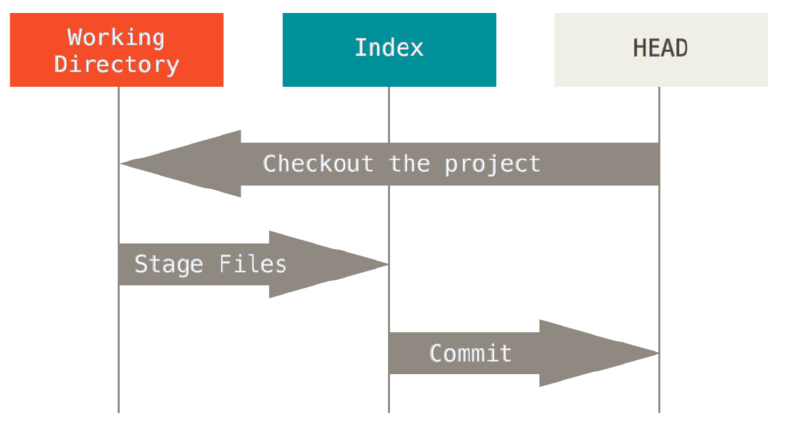 Working
Directory
Index
HEAD
Checkout the project
Stage Files
Commit